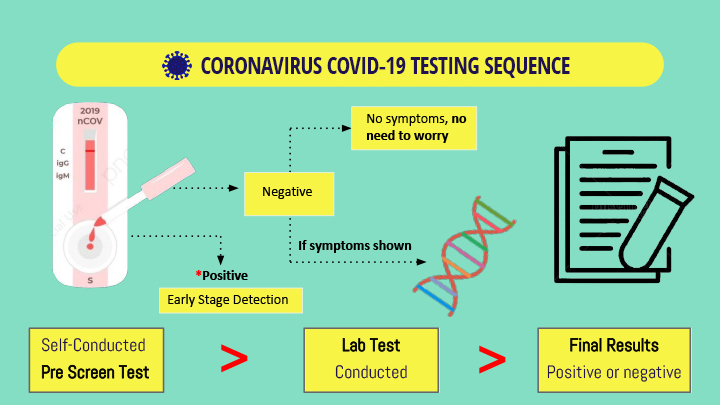 CORONAVIRUS COVID-19 TESTING SEQUENCE
2019
nCOV
C
igG
igM
S
No symptoms, no
need to worry
Negative
If symptoms shown
*Positive
Early Stage Detection
Self-Conducted
Pre Screen Test
>
Lab Test
Conducted
>
Final Results
Positive or negative